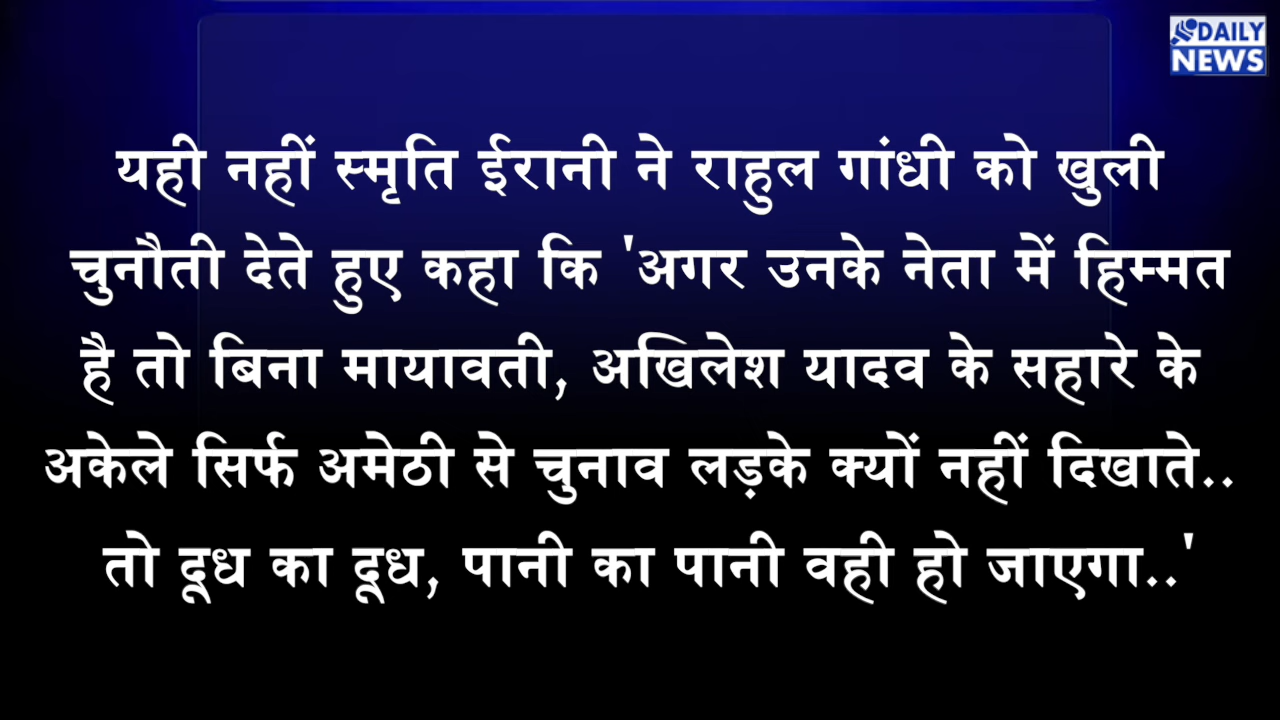 DAILY
NEWS
यही नहीं स्मृति ईरानी ने राहुल गांधी को खुली
चुनौती देते हुए कहा कि 'अगर उनके नेता में हिम्मत
है तो बिना मायावती, अखिलेश यादव के सहारे के
अकेले सिर्फ अमेठी से चुनाव लड़के क्यों नहीं दिखाते..
तो दूध का दूध, पानी का पानी वही हो जाएगा..'